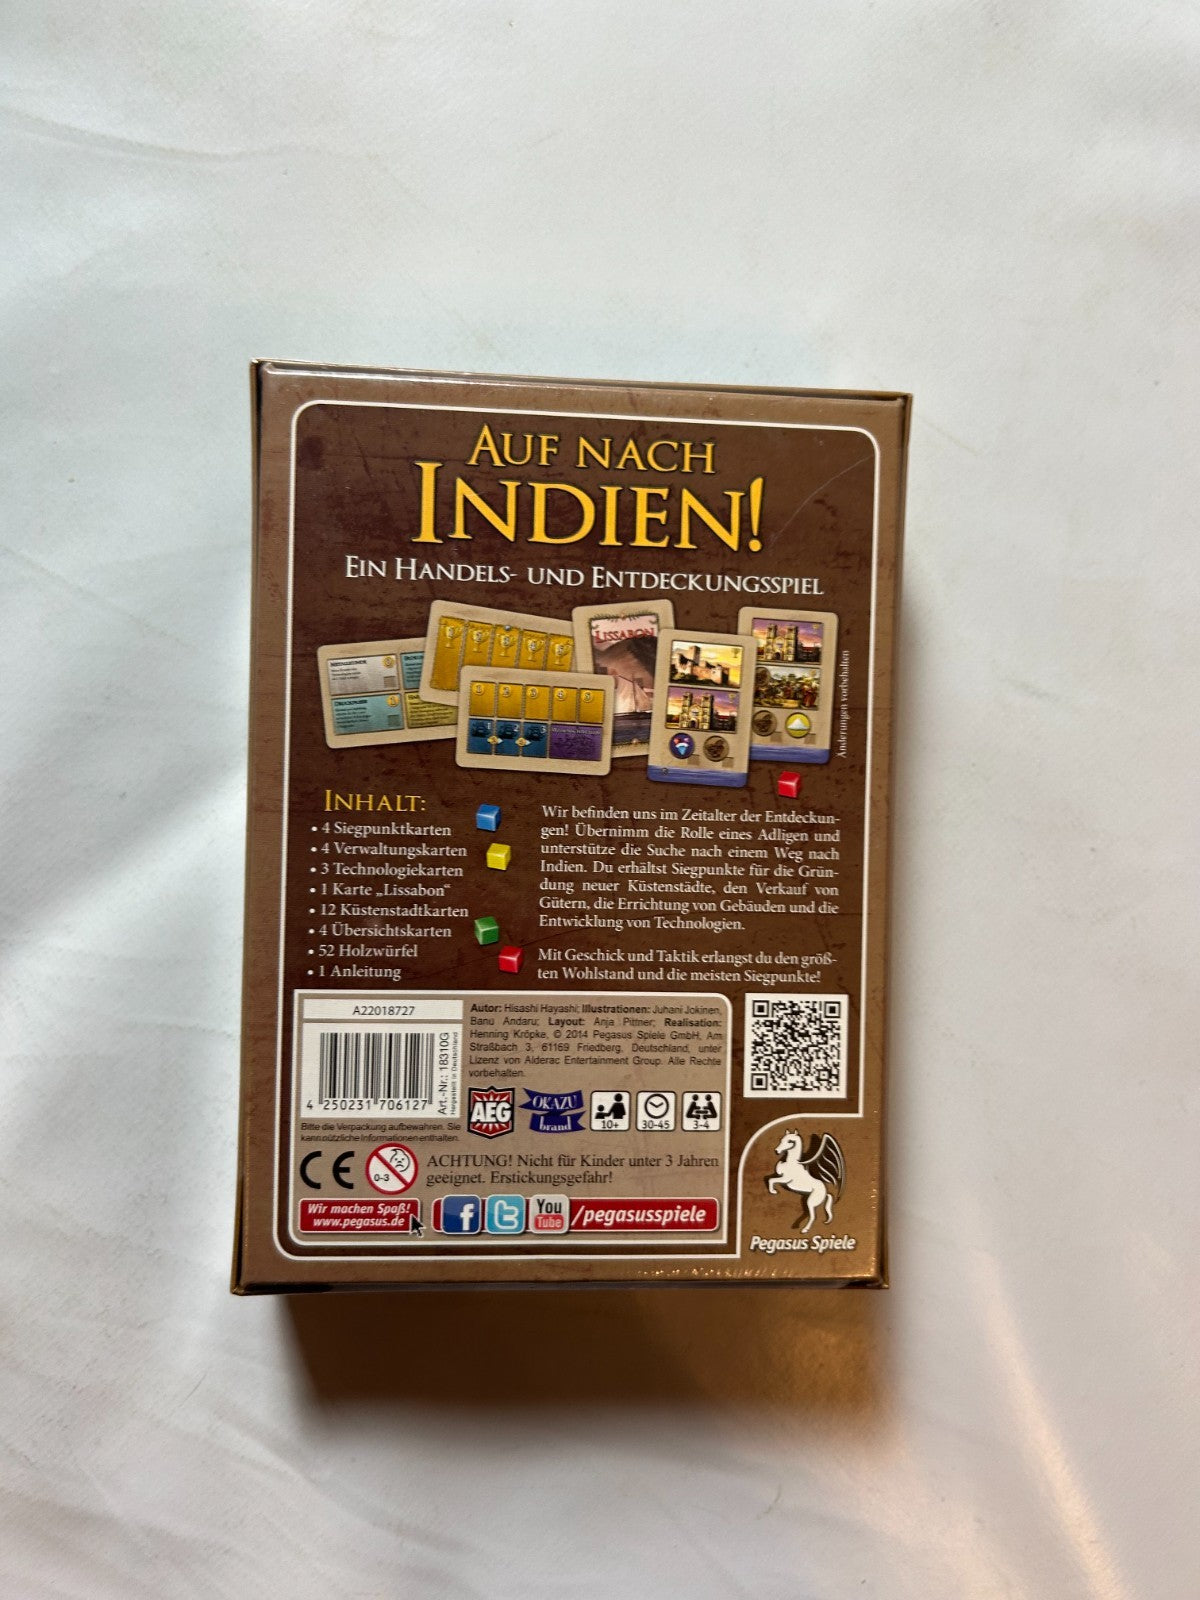 AUF NACH
INDIEN!
EIN HANDELS- UND ENTDECKUNGSSPIEL
LISSABON
Änderungen vorbehalten
INHALT:
• 4 Siegpunktkarten
• 4 Verwaltungskarten
• 3 Technologiekarten
• 1 Karte „Lissabon“
• 12 Küstenstadtkarten
• 4 Übersichtskarten
• 52 Holzwürfel
• 1 Anleitung
Wir befinden uns im Zeitalter der Entdeckun-
gen! Übernimm die Rolle eines Adligen und
unterstütze die Suche nach einem Weg nach
Indien. Du erhältst Siegpunkte für die Grün-
dung neuer Küstenstädte, den Verkauf von
Gütern, die Errichtung von Gebäuden und die
Entwicklung von Technologien.
Mit Geschick und Taktik erlangst du den größ-
ten Wohlstand und die meisten Siegpunkte!
A22018727
4 250231 706127
Art.-Nr.: 18310G
Hergestellt in Deutschland
Bitte die Verpackung aufbewahren. Sie
kann nützliche Informationen enthalten.
Autor: Hisashi Hayashi; Illustrationen: Juhani Jokinen,
Banu Andaru; Layout: Anja Pittner; Realisation:
Henning Kröpke, © 2014 Pegasus Spiele GmbH, Am
Straßbach 3, 61169 Friedberg, Deutschland, unter
Lizenz von Alderac Entertainment Group. Alle Rechte
vorbehalten.
AEG
OKAZU
brand
10+
30-45
3-4
CE
0-3
ACHTUNG! Nicht für Kinder unter 3 Jahren
geeignet. Erstickungsgefahr!
Wir machen Spaß!
www.pegasus.de
f
You
Tube
/pegasusspiele
Pegasus Spiele